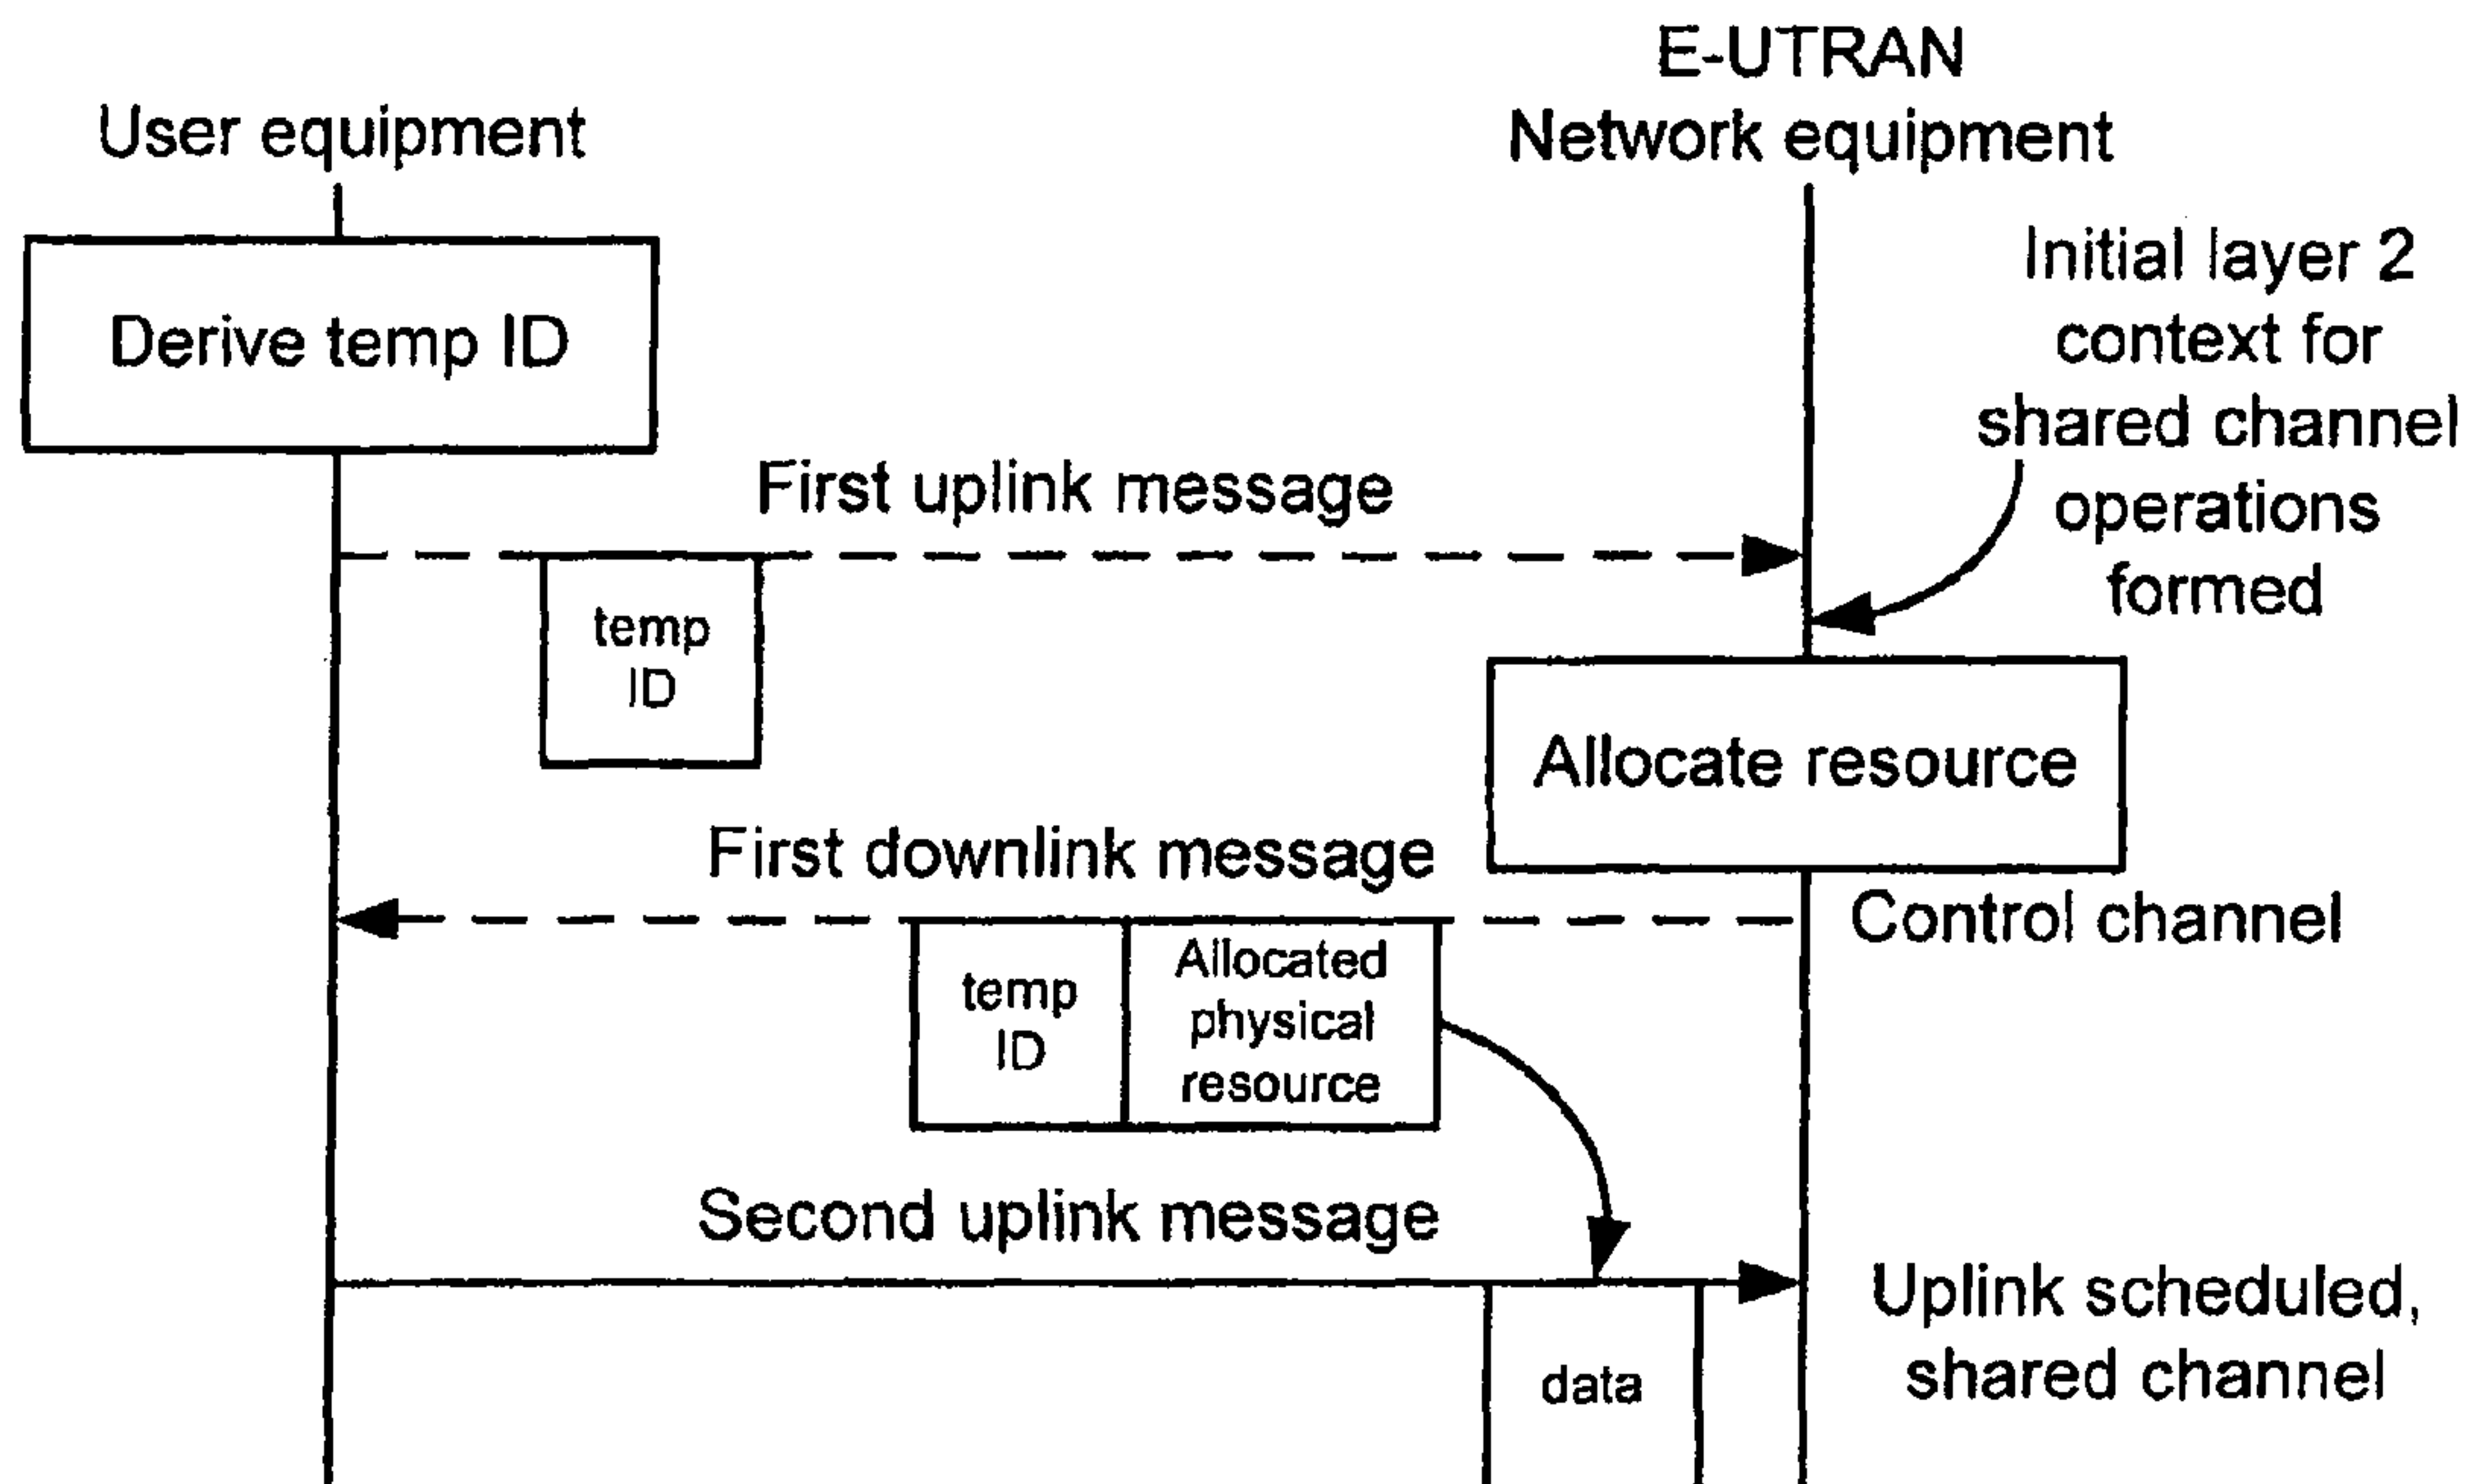 E-UTRAN
User equipment
Network equipment
Initial layer 2
context for
shared channel
operations
formed
Derive temp ID
First uplink message
temp
ID
Allocate resource
First downlink message
Control channel
temp
ID
Allocated
physical
resource
Second uplink message
Uplink scheduled,
shared channel
data